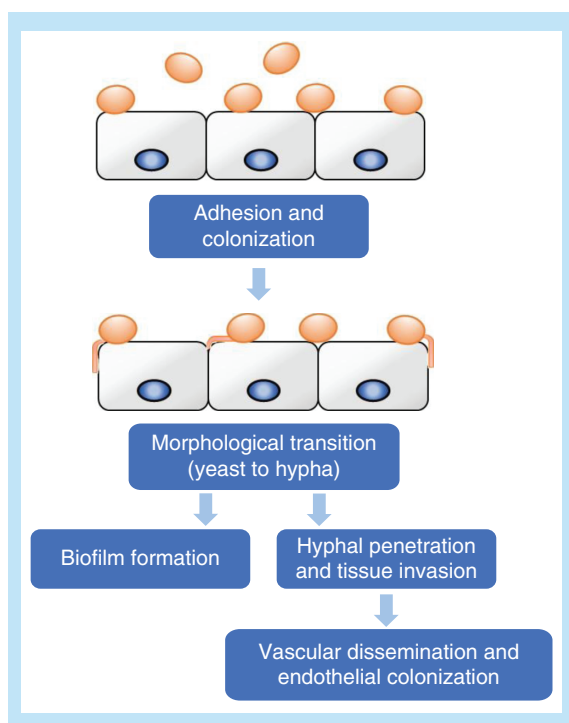 Adhesion and
colonization
Morphological transition
(yeast to hypha)
Biofilm formation
Hyphal penetration
and tissue invasion
Vascular dissemination and
endothelial colonization